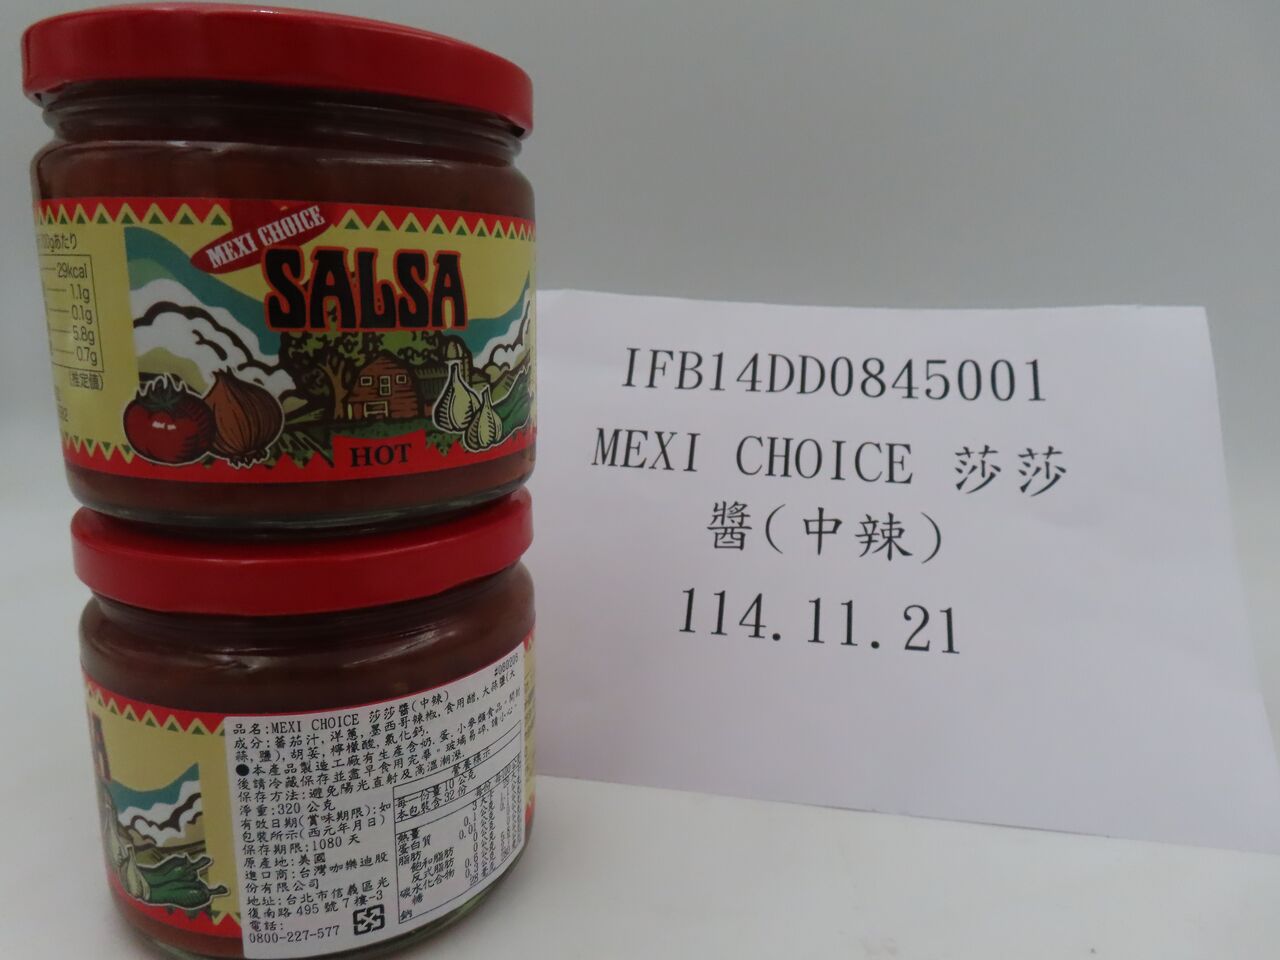 MEXI CHOICE
SALSA
HOT
00gあたり
29kcal
1.1g
0.1g
5.8g
0.7g
(推定値)
IFB14DD0845001
MEXI CHOICE 莎莎
醬(中辣)
114.11.21
#080205
品名:MEXI CHOICE 莎莎醬(中辣)
成分:蕃茄汁,洋蔥,墨西哥辣椒,食用醋,大蒜鹽(大
蒜,鹽),胡荽,檸檬酸,氯化鈣.
●本產品製造工廠有生產含奶.蛋.小麥類食品*開封
後請冷藏保存並盡早食用完畢*玻璃易碎,請小心.
保存方法:避免陽光直射及高溫潮溼.
淨重:320 公克
有效日期(賞味期限):如
包裝所示(西元年月日)
保存期限:1080 天
原產地:美國
進口商:台灣咖樂迪股
份有限公司
地址:台北市信義區光
復南路 495 號 7 樓-3
電話:
0800-227-577
營養標示
每一份量 10 公克
本包裝含 32 份
熱量
蛋白質
脂肪
飽和脂肪
反式脂肪
碳水化合物
糖
鈉